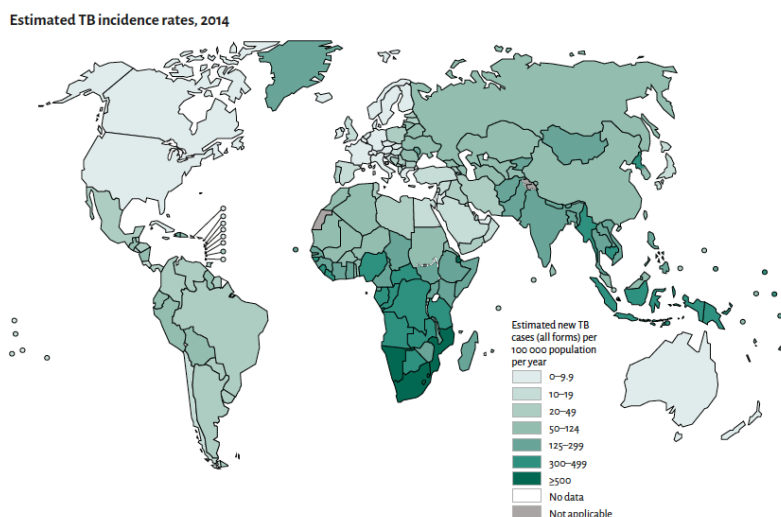 Estimated TB incidence rates, 2014
Estimated new TB
cases (all forms) per
100 000 population
per year
0–9.9
10–19
20–49
50–124
125–299
300–499
≥500
No data
Not applicable